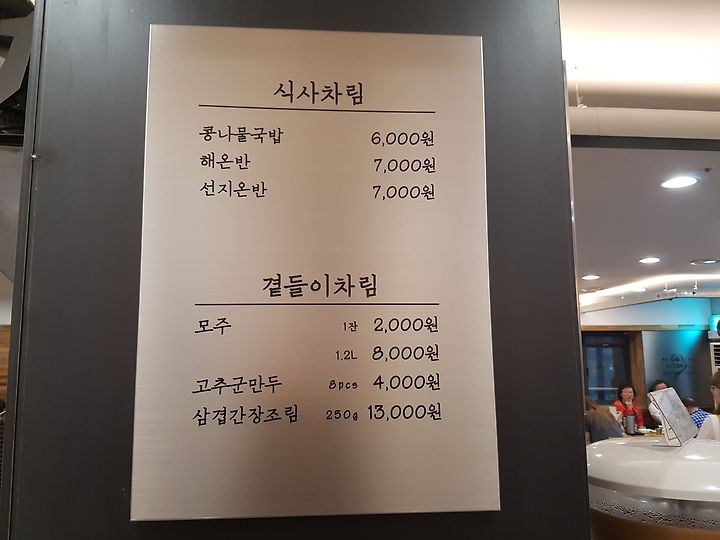 식사차림
콩나물국밥 6,000원
해온반 7,000원
선지온반 7,000원
곁들이차림
모주 1잔 2,000원
1.2L 8,000원
고추군만두 8pcs 4,000원
삼겹간장조림 250g 13,000원